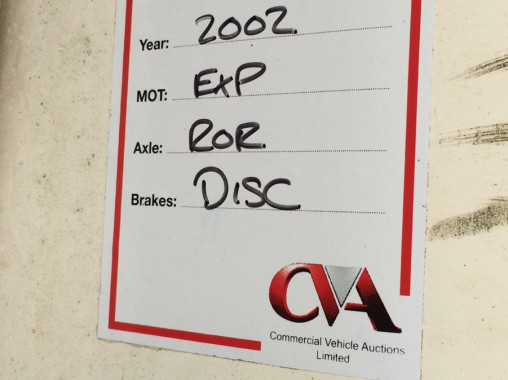 Year: 2002
MOT: ExP
Axle: ROR
Brakes: DISC
CVA
Commercial Vehicle Auctions
Limited